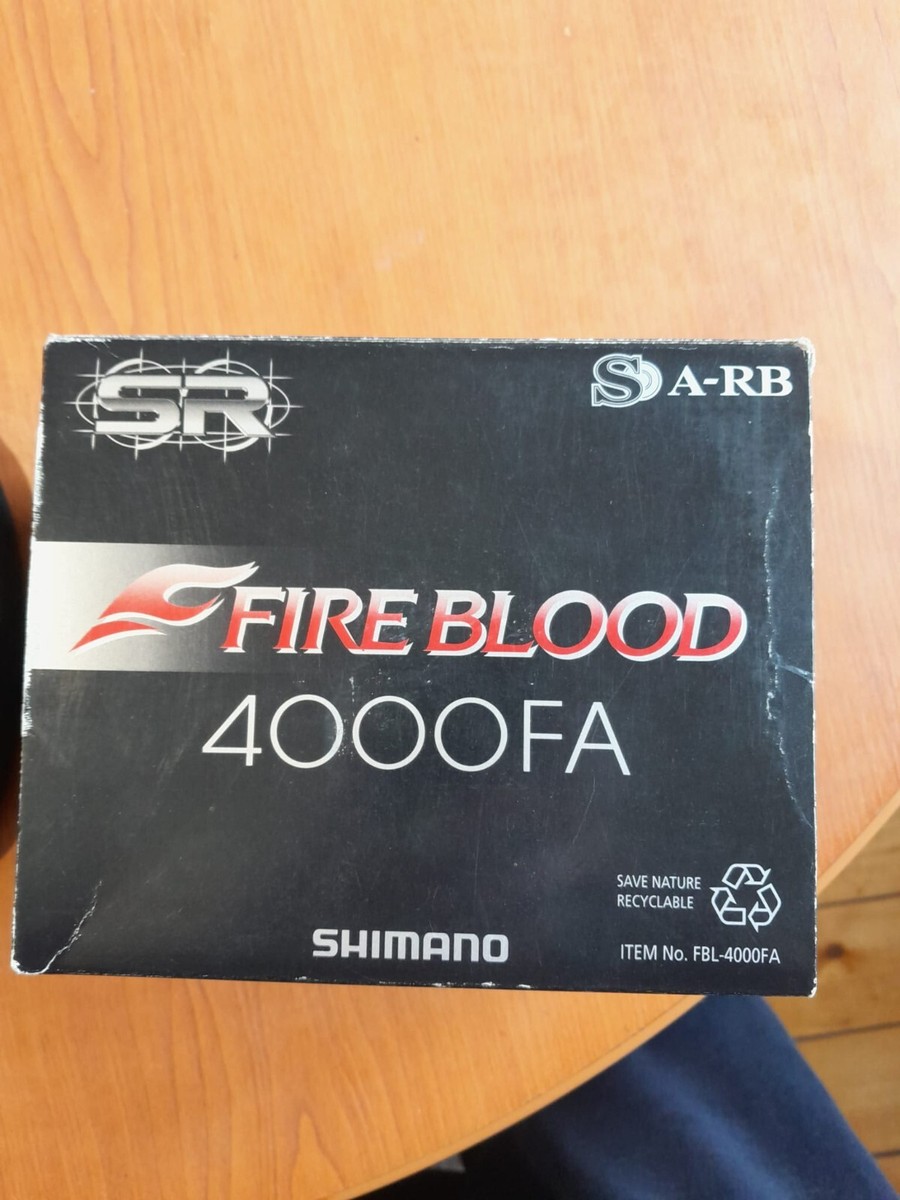 SR
S A-RB
FIRE BLOOD
4000FA
SAVE NATURE
RECYCLABLE
SHIMANO
ITEM No. FBL-4000FA